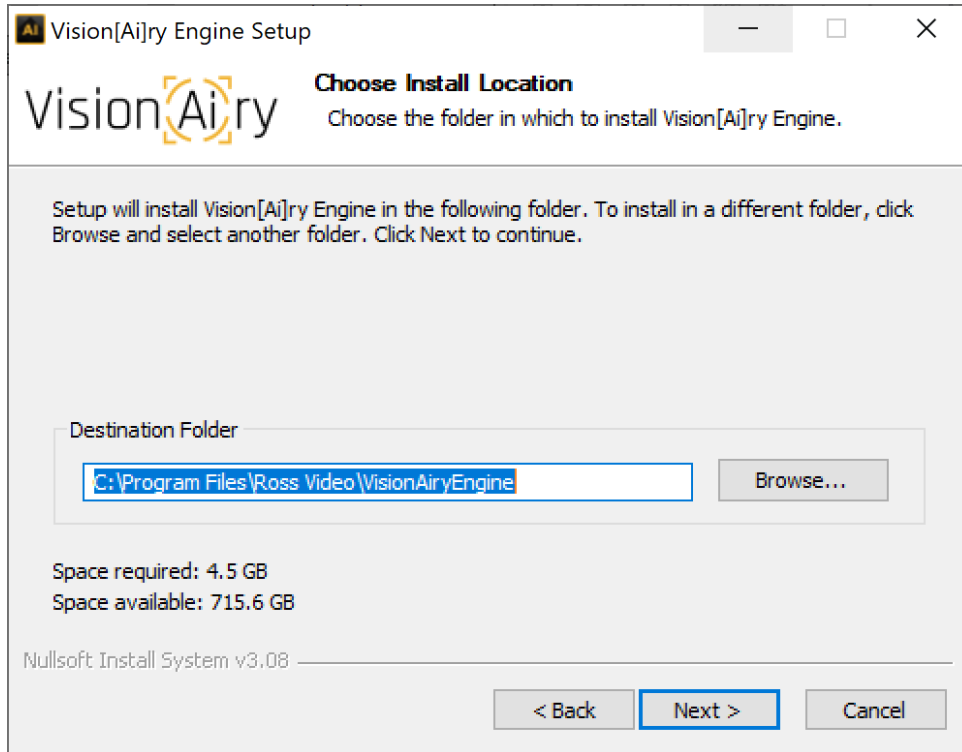 AI Vision[Ai]ry Engine Setup
Vision[Ai]ry
Choose Install Location
Choose the folder in which to install Vision[Ai]ry Engine.
Setup will install Vision[Ai]ry Engine in the following folder. To install in a different folder, click
Browse and select another folder. Click Next to continue.
Destination Folder
C:\Program Files\Ross Video\VisionAiryEngine
Browse...
Space required: 4.5 GB
Space available: 715.6 GB
Nullsoft Install System v3.08
< Back Next > Cancel